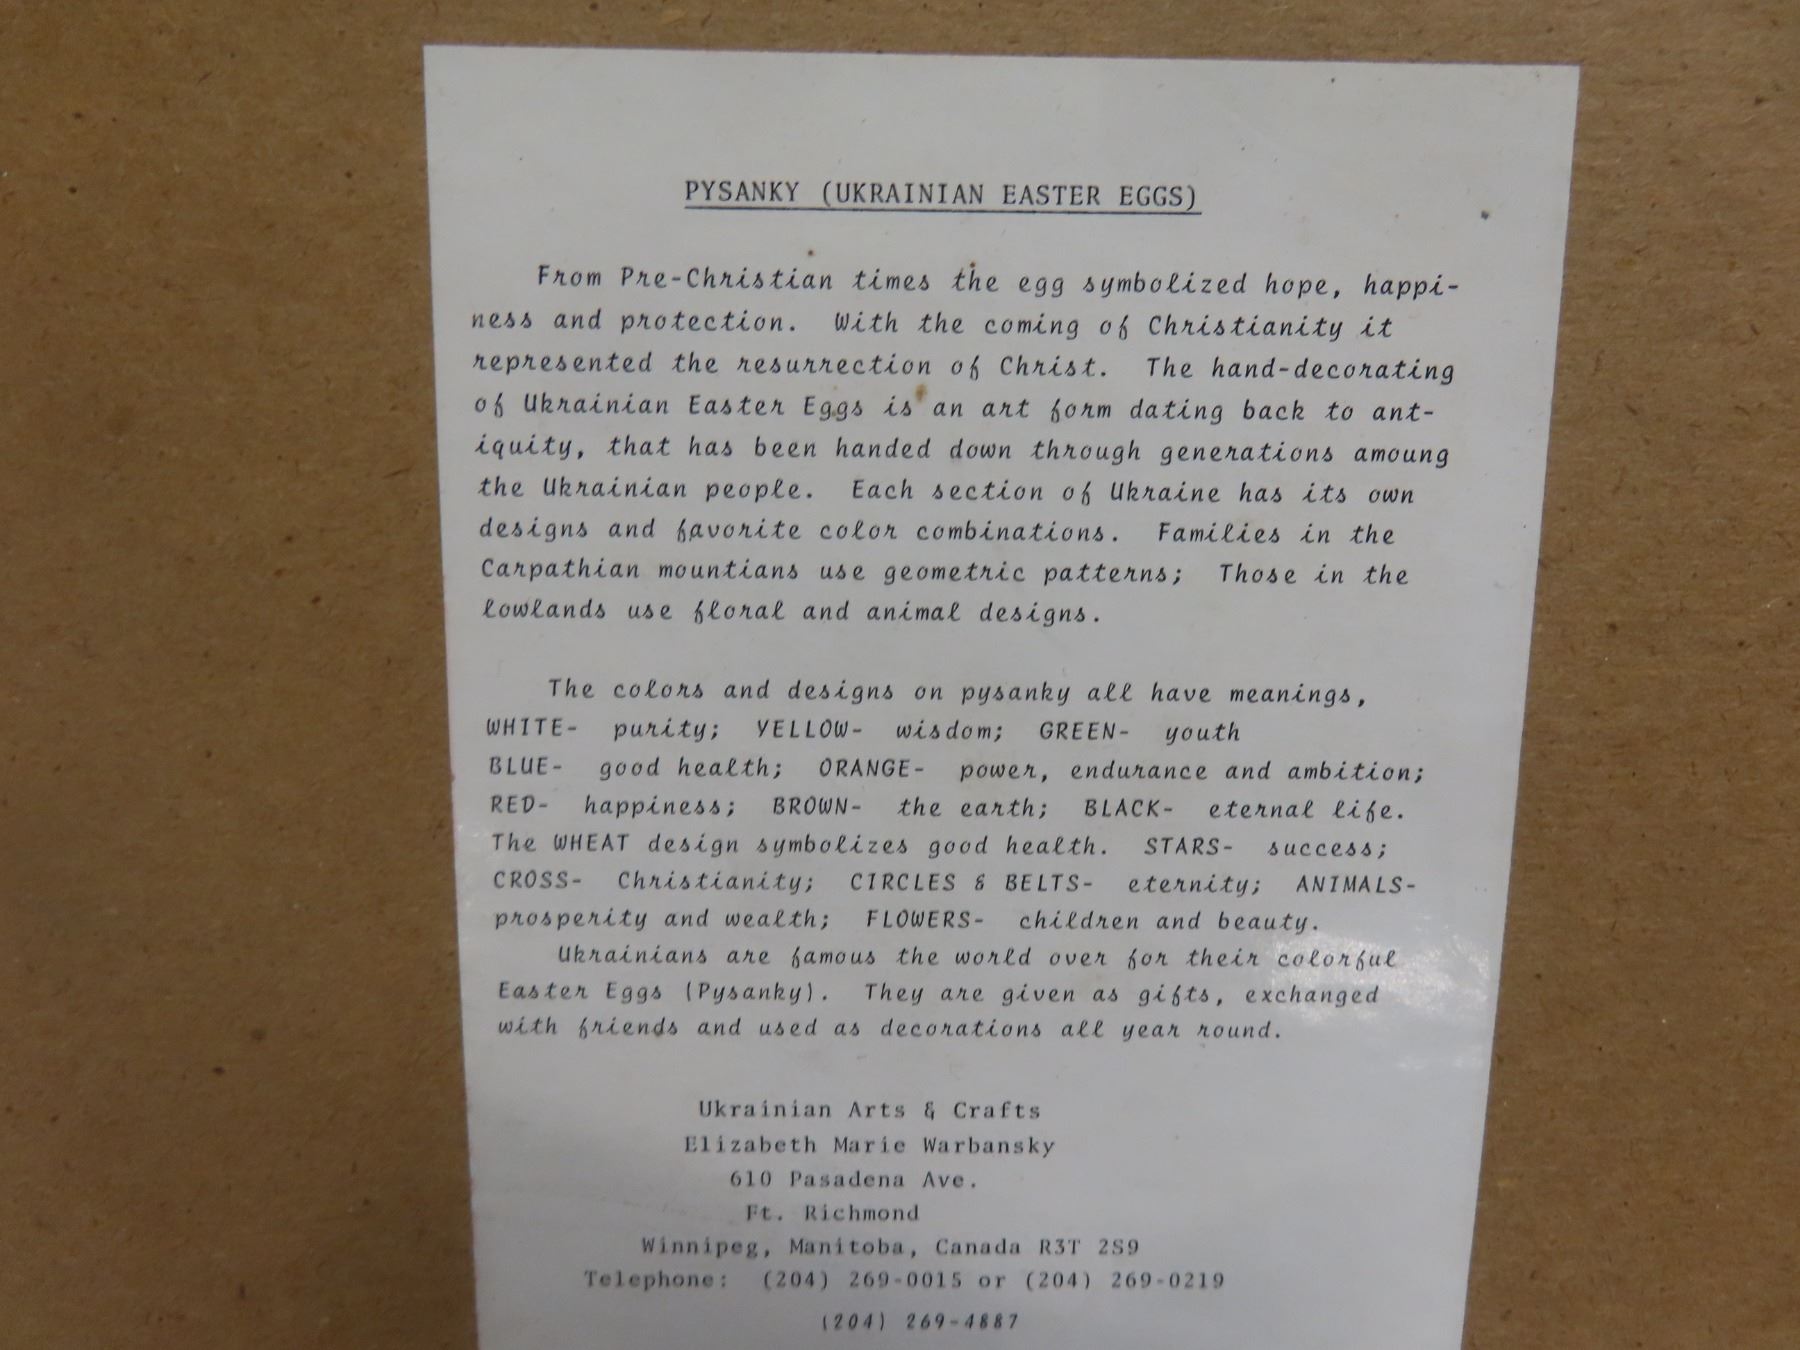 PYSANKY (UKRAINIAN EASTER EGGS)
From Pre-Christian times the egg symbolized hope, happi-
ness and protection. With the coming of Christianity it
represented the resurrection of Christ. The hand-decorating
of Ukrainian Easter Eggs is an art form dating back to ant-
iquity, that has been handed down through generations amoung
the Ukrainian people. Each section of Ukraine has its own
designs and favorite color combinations. Families in the
Carpathian mountians use geometric patterns; Those in the
lowlands use floral and animal designs.
The colors and designs on pysanky all have meanings,
WHITE- purity; YELLOW- wisdom; GREEN- youth
BLUE- good health; ORANGE- power, endurance and ambition;
RED- happiness; BROWN- the earth; BLACK- eternal life.
The WHEAT design symbolizes good health. STARS- success;
CROSS- Christianity; CIRCLES & BELTS- eternity; ANIMALS-
prosperity and wealth; FLOWERS- children and beauty.
Ukrainians are famous the world over for their colorful
Easter Eggs (Pysanky). They are given as gifts, exchanged
with friends and used as decorations all year round.
Ukrainian Arts & Crafts
Elizabeth Marie Warbansky
610 Pasadena Ave.
Ft. Richmond
Winnipeg, Manitoba, Canada R3T 2S9
Telephone: (204) 269-0015 or (204) 269-0219
(204) 269-4887